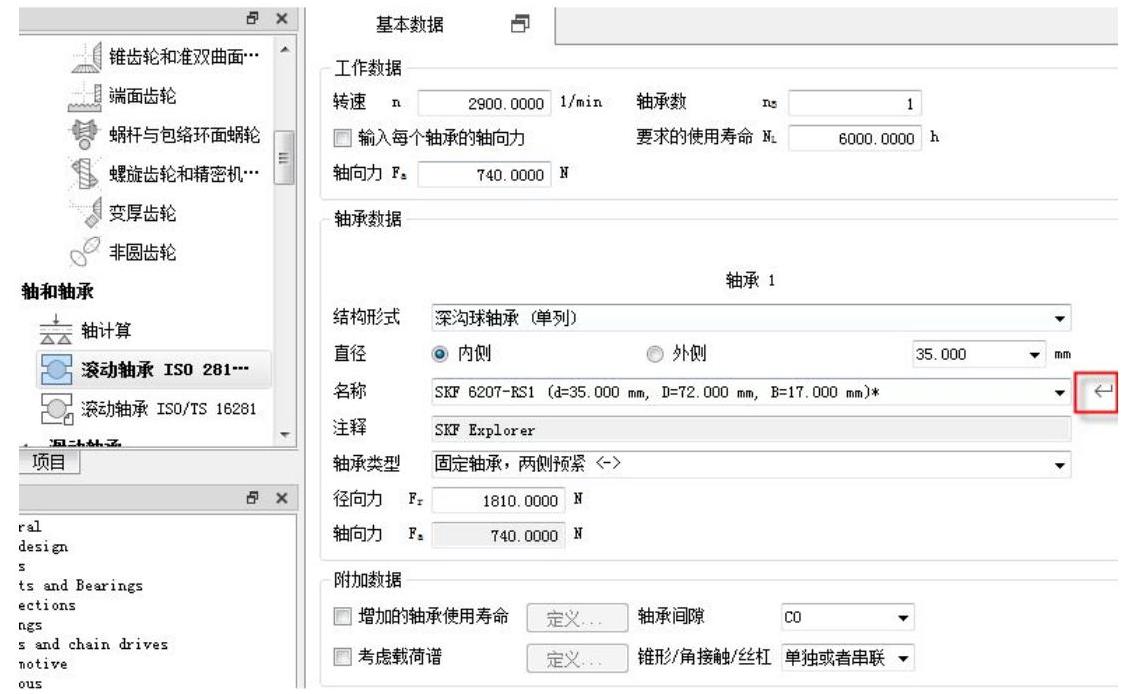 锥齿轮和准双曲面…
端面齿轮
蜗杆与包络环面蜗轮
螺旋齿轮和精密机…
变厚齿轮
非圆齿轮
轴和轴承
轴计算
滚动轴承 ISO 281…
滚动轴承 ISO/TS 16281
滑动轴承
项目
ral
design
s
ts and Bearings
ections
ngs
s and chain drives
motive
ous
基本数据
工作数据
转速 n 2900.0000 1/min 轴承数 ns 1
输入每个轴承的轴向力 要求的使用寿命 NL 6000.0000 h
轴向力 Fa 740.0000 N
轴承数据
轴承 1
结构形式 深沟球轴承 (单列)
直径 内侧 外侧 35.000 mm
名称 SKF 6207-RS1 (d=35.000 mm, D=72.000 mm, B=17.000 mm)*
注释 SKF Explorer
轴承类型 固定轴承，两侧预紧 <->
径向力 Fr 1810.0000 N
轴向力 Fa 740.0000 N
附加数据
增加的轴承使用寿命 定义... 轴承间隙 C0
考虑载荷谱 定义... 锥形/角接触/丝杠 单独或者串联